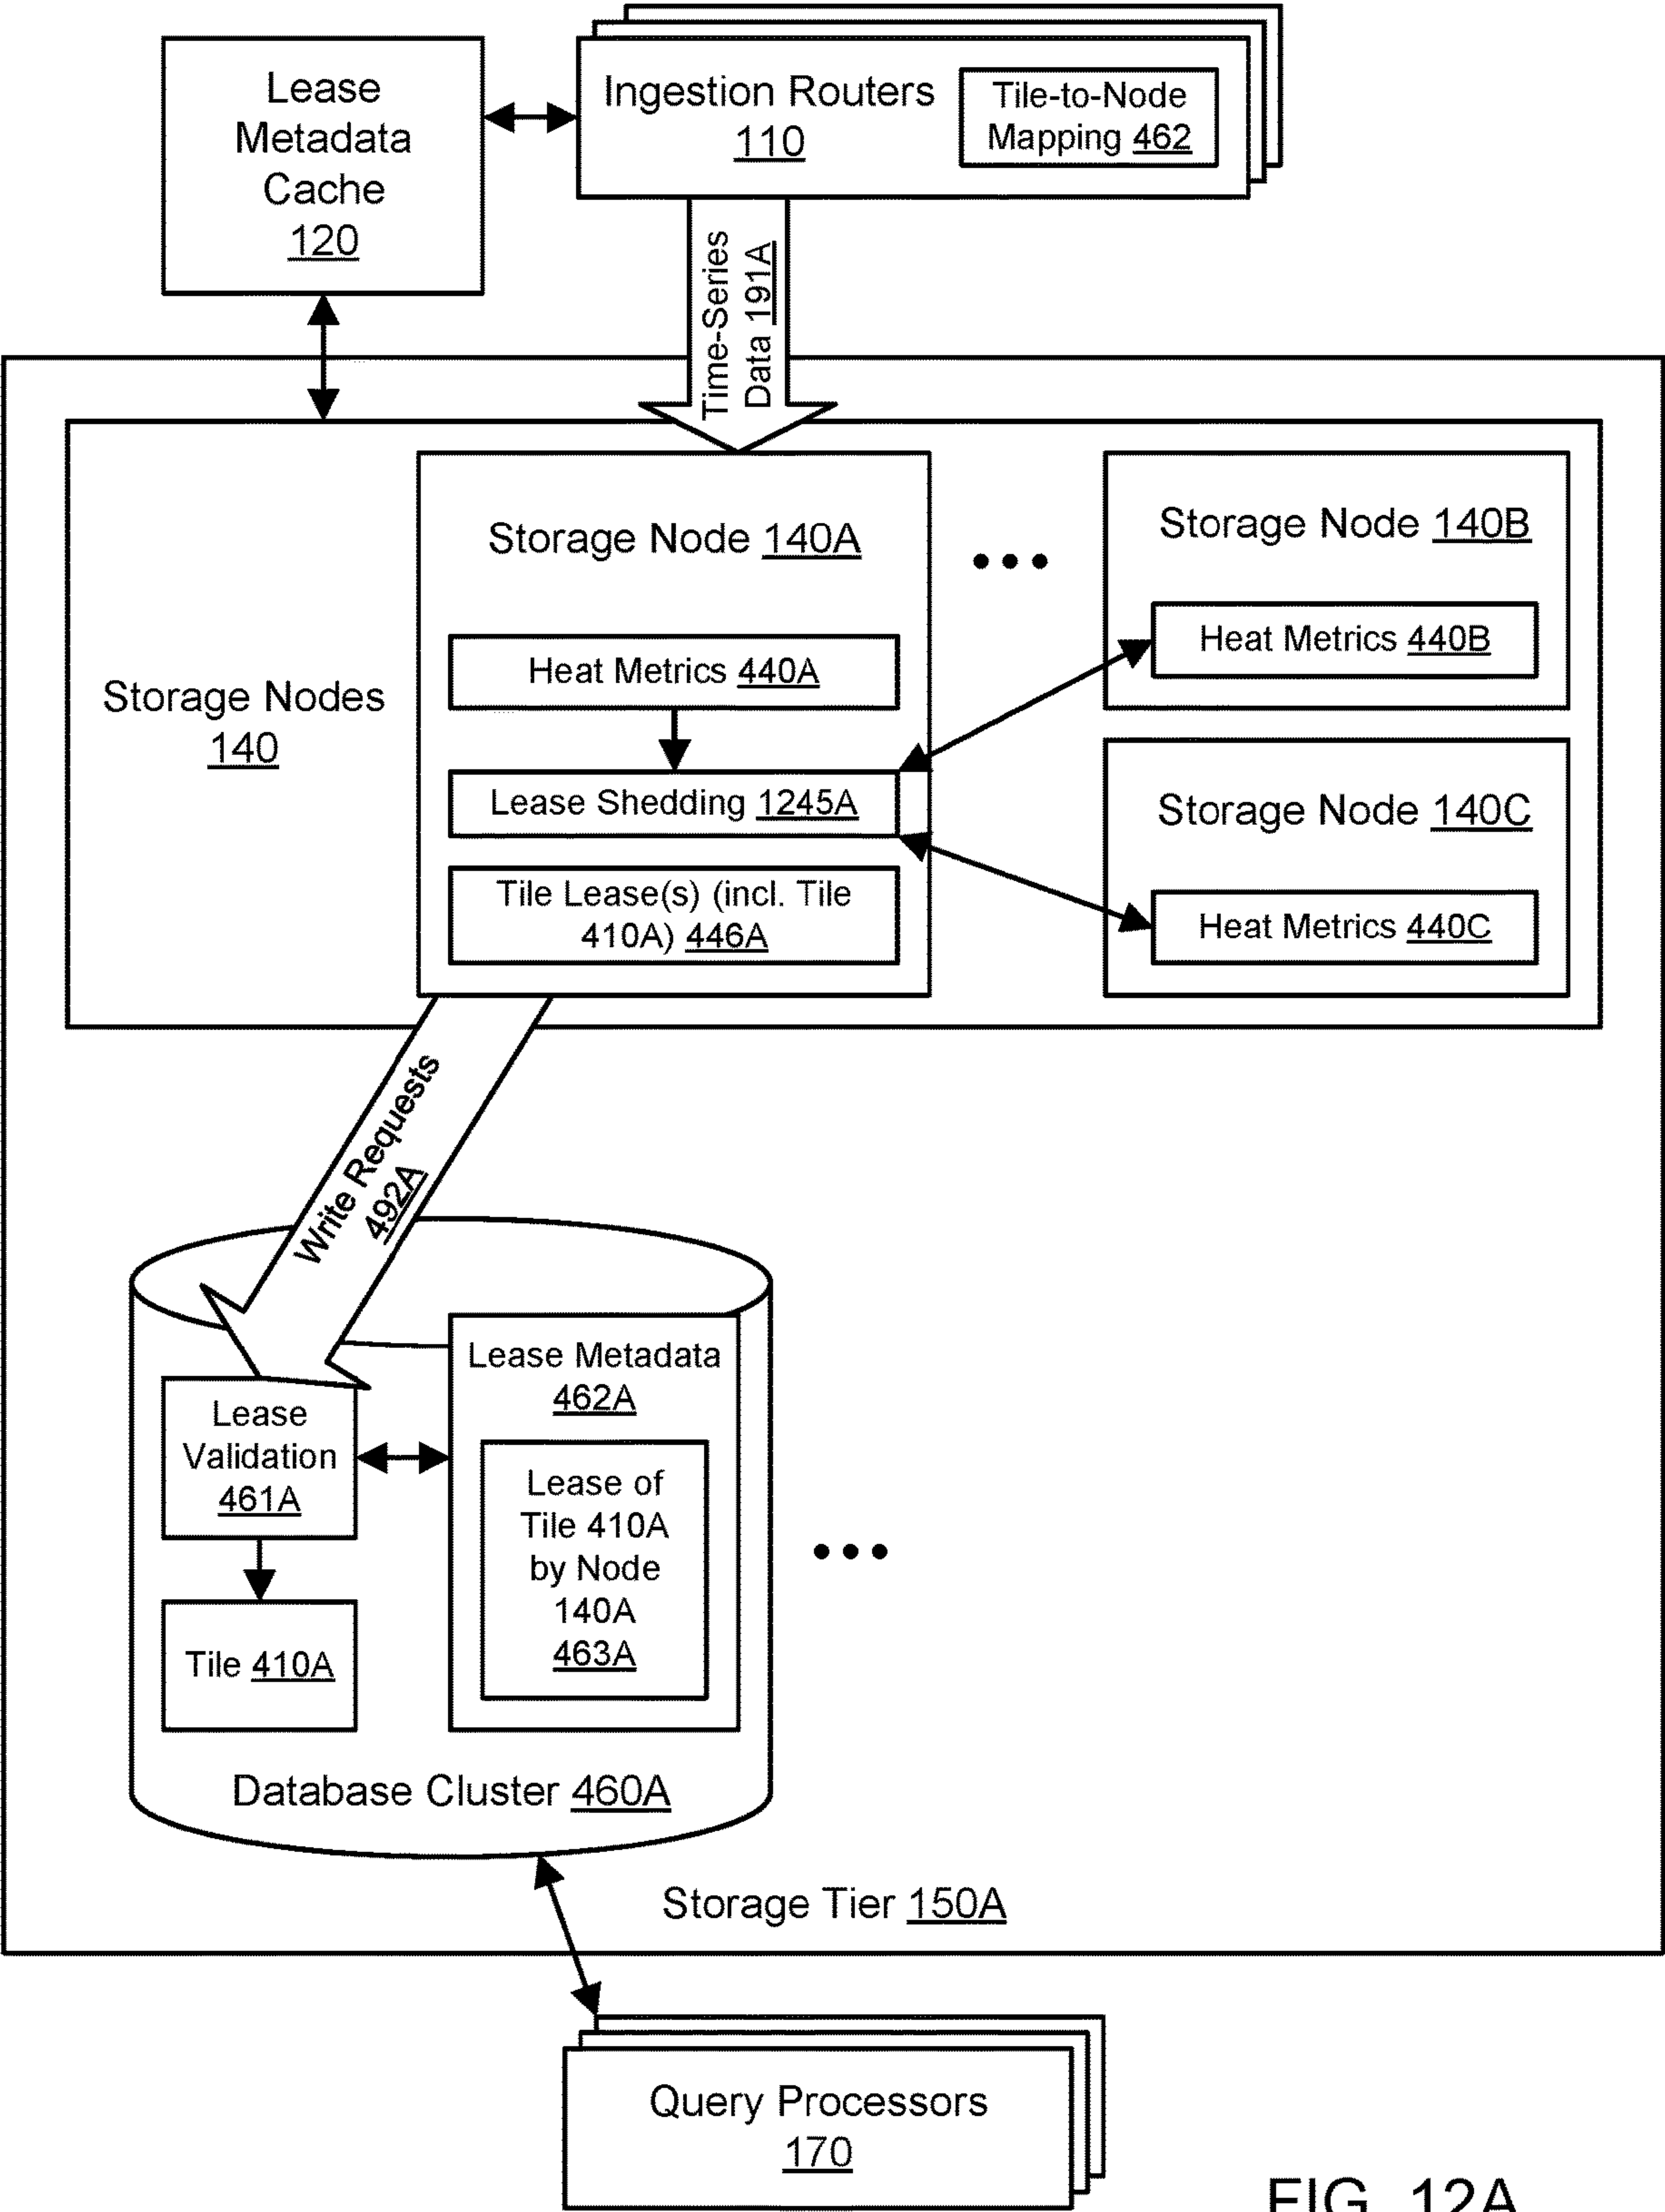 Lease
Metadata
Cache
120
Ingestion Routers
110
Tile-to-Node
Mapping 462
Time-Series
Data 191A
Storage Nodes
140
Storage Node 140A
Heat Metrics 440A
Lease Shedding 1245A
Tile Lease(s) (incl. Tile
410A) 446A
Storage Node 140B
Heat Metrics 440B
Storage Node 140C
Heat Metrics 440C
Write Requests
492A
Lease
Validation
461A
Tile 410A
Lease Metadata
462A
Lease of
Tile 410A
by Node
140A
463A
Database Cluster 460A
Storage Tier 150A
Query Processors
170
FIG. 12A